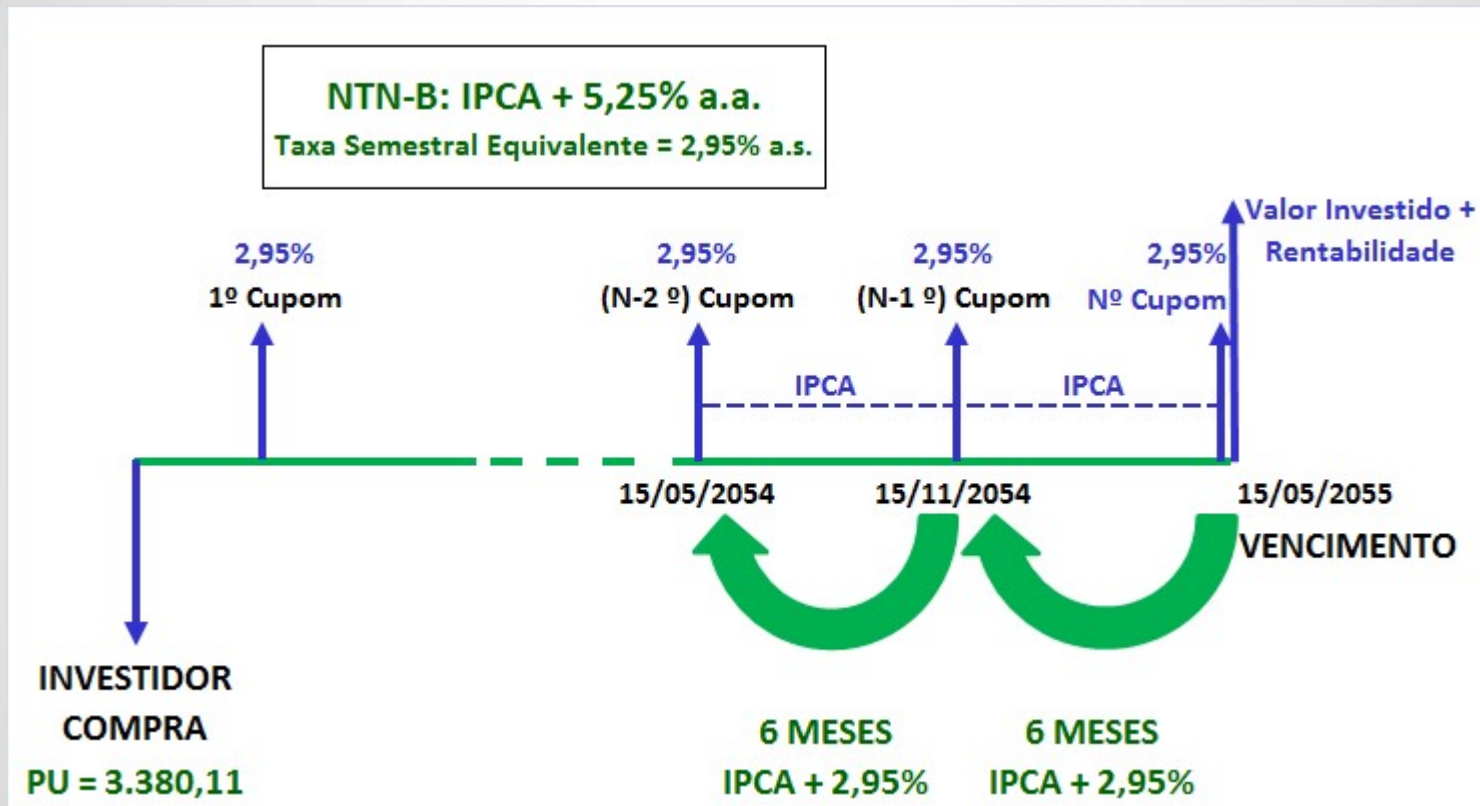 NTN-B: IPCA + 5,25% a.a.
Taxa Semestral Equivalente = 2,95% a.s.
Valor Investido +
Rentabilidade
2,95%
1º Cupom
2,95%
(N-2 º) Cupom
2,95%
(N-1 º) Cupom
2,95%
Nº Cupom
IPCA
IPCA
15/05/2054
15/11/2054
15/05/2055
VENCIMENTO
INVESTIDOR
COMPRA
PU = 3.380,11
6 MESES
IPCA + 2,95%
6 MESES
IPCA + 2,95%